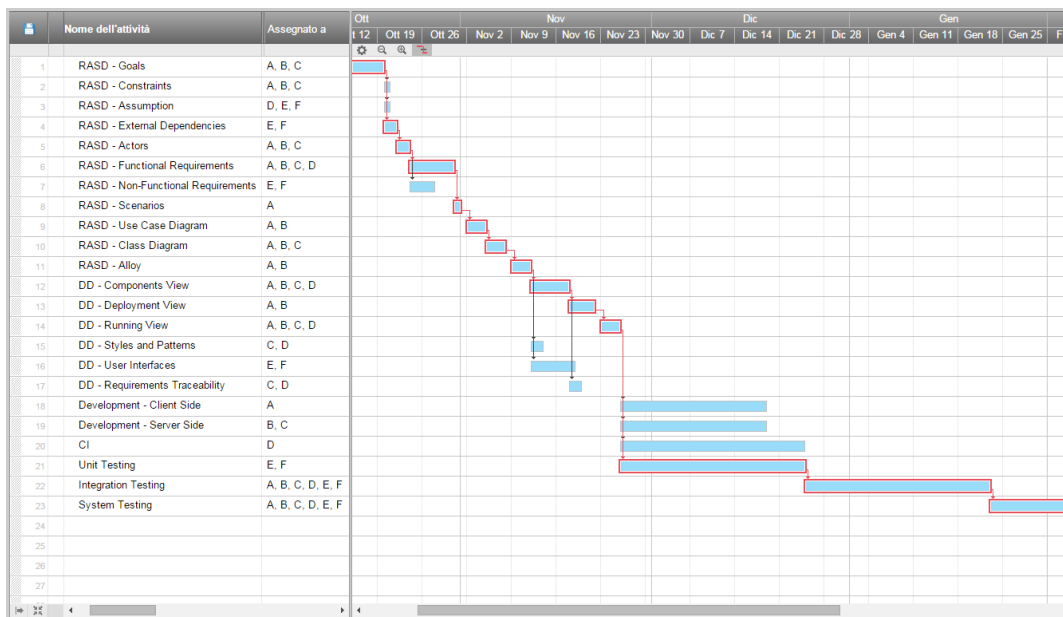 Nome dell'attività Assegnato a
Ott Nov Dic Gen
t 12 Ott 19 Ott 26 Nov 2 Nov 9 Nov 16 Nov 23 Nov 30 Dic 7 Dic 14 Dic 21 Dic 28 Gen 4 Gen 11 Gen 18 Gen 25 F
1 RASD - Goals A, B, C
2 RASD - Constraints A, B, C
3 RASD - Assumption D, E, F
4 RASD - External Dependencies E, F
5 RASD - Actors A, B, C
6 RASD - Functional Requirements A, B, C, D
7 RASD - Non-Functional Requirements E, F
8 RASD - Scenarios A
9 RASD - Use Case Diagram A, B
10 RASD - Class Diagram A, B, C
11 RASD - Alloy A, B
12 DD - Components View A, B, C, D
13 DD - Deployment View A, B
14 DD - Running View A, B, C, D
15 DD - Styles and Patterns C, D
16 DD - User Interfaces E, F
17 DD - Requirements Traceability C, D
18 Development - Client Side A
19 Development - Server Side B, C
20 CI D
21 Unit Testing E, F
22 Integration Testing A, B, C, D, E, F
23 System Testing A, B, C, D, E, F
24
25
26
27